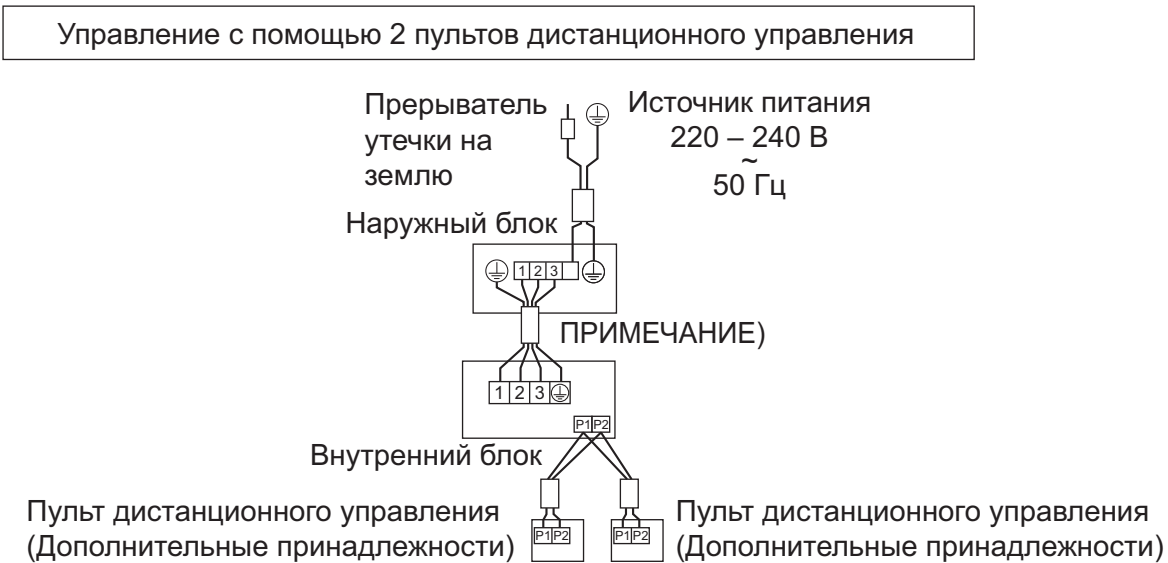 Управление с помощью 2 пультов дистанционного управления
Прерыватель
утечки на
землю
Источник питания
220 – 240 В
~
50 Гц
Наружный блок
1 2 3
ПРИМЕЧАНИЕ)
1 2 3
P1 P2
Внутренний блок
Пульт дистанционного управления
(Дополнительные принадлежности)
P1 P2
P1 P2
Пульт дистанционного управления
(Дополнительные принадлежности)